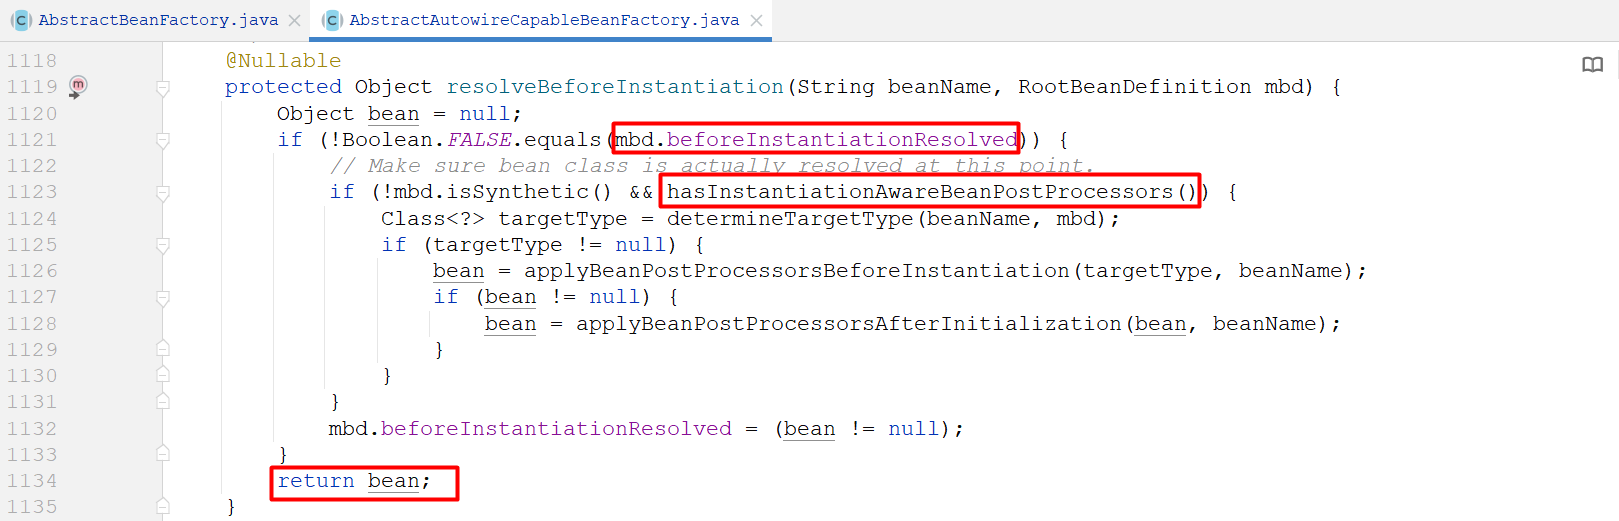 AbstractBeanFactory.java AbstractAutowireCapableBeanFactory.java
1118 @Nullable
1119 protected Object resolveBeforeInstantiation(String beanName, RootBeanDefinition mbd) {
1120 Object bean = null;
1121 if (!Boolean.FALSE.equals(mbd.beforeInstantiationResolved)) {
1122 // Make sure bean class is actually resolved at this point.
1123 if (!mbd.isSynthetic() && hasInstantiationAwareBeanPostProcessors()) {
1124 Class<?> targetType = determineTargetType(beanName, mbd);
1125 if (targetType != null) {
1126 bean = applyBeanPostProcessorsBeforeInstantiation(targetType, beanName);
1127 if (bean != null) {
1128 bean = applyBeanPostProcessorsAfterInitialization(bean, beanName);
1129 }
1130 }
1131 }
1132 mbd.beforeInstantiationResolved = (bean != null);
1133 }
1134 return bean;
1135 }